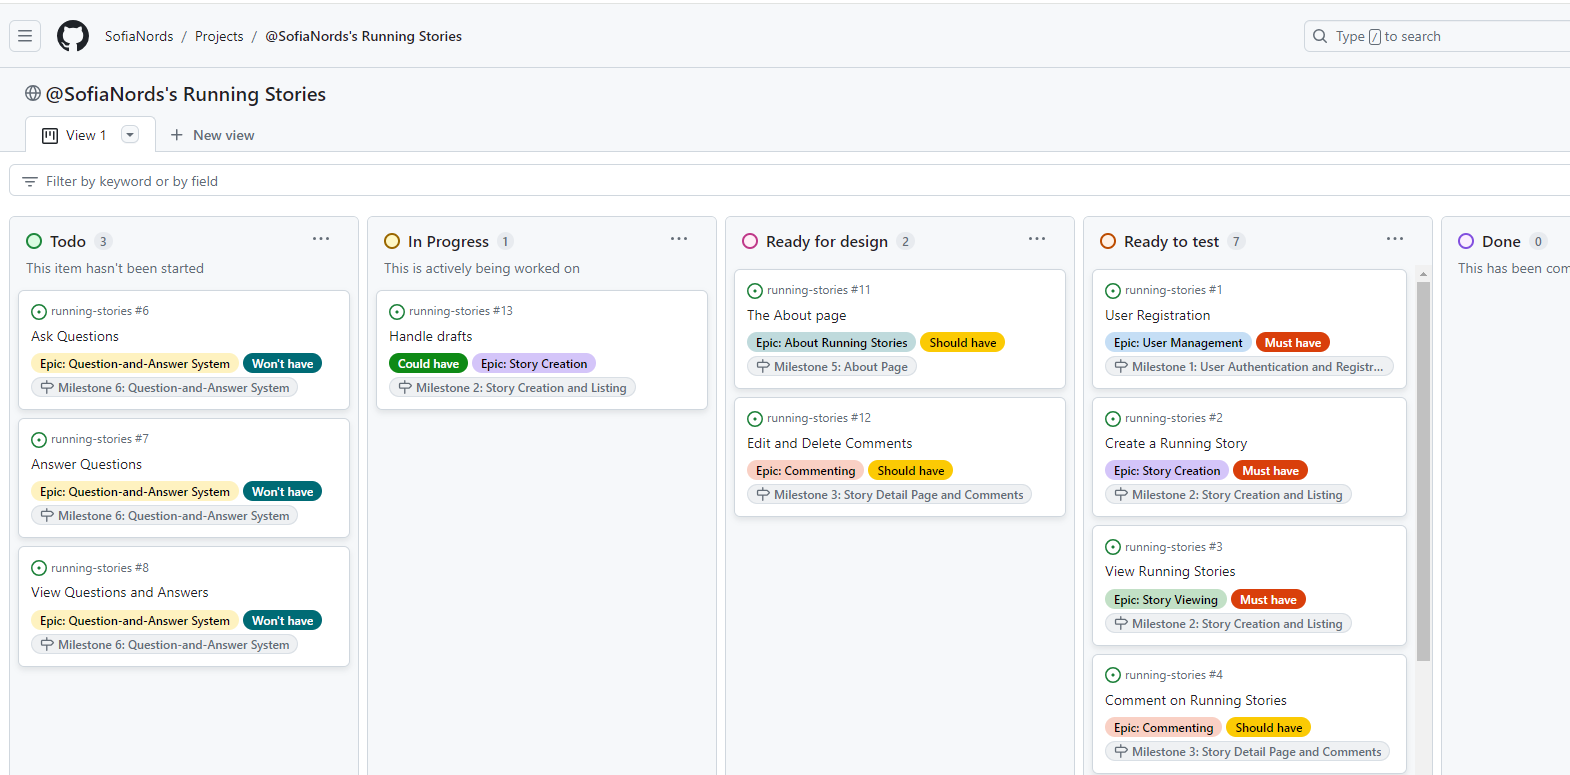 SofiaNords / Projects / @SofiaNords's Running Stories
Type / to search
@SofiaNords's Running Stories
View 1
New view
Filter by keyword or by field
Todo 3
This item hasn't been started
running-stories #6
Ask Questions
Epic: Question-and-Answer System Won't have
Milestone 6: Question-and-Answer System
running-stories #7
Answer Questions
Epic: Question-and-Answer System Won't have
Milestone 6: Question-and-Answer System
running-stories #8
View Questions and Answers
Epic: Question-and-Answer System Won't have
Milestone 6: Question-and-Answer System
In Progress 1
This is actively being worked on
running-stories #13
Handle drafts
Could have Epic: Story Creation
Milestone 2: Story Creation and Listing
Ready for design 2
running-stories #11
The About page
Epic: About Running Stories Should have
Milestone 5: About Page
running-stories #12
Edit and Delete Comments
Epic: Commenting Should have
Milestone 3: Story Detail Page and Comments
Ready to test 7
running-stories #1
User Registration
Epic: User Management Must have
Milestone 1: User Authentication and Registr...
running-stories #2
Create a Running Story
Epic: Story Creation Must have
Milestone 2: Story Creation and Listing
running-stories #3
View Running Stories
Epic: Story Viewing Must have
Milestone 2: Story Creation and Listing
running-stories #4
Comment on Running Stories
Epic: Commenting Should have
Milestone 3: Story Detail Page and Comments
Done 0
This has been com